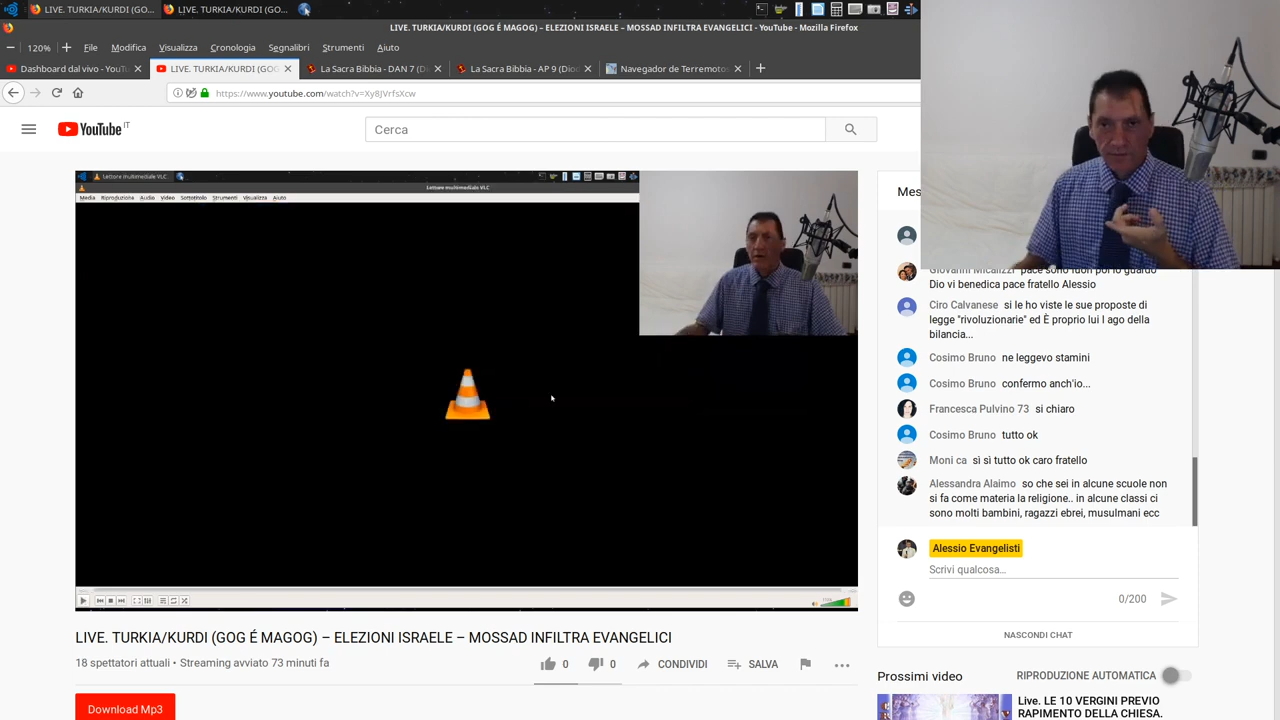 LIVE. TURKIA/KURDI (GO...
LIVE. TURKIA/KURDI (GO...
LIVE. TURKIA/KURDI (GOG É MAGOG) – ELEZIONI ISRAELE – MOSSAD INFILTRA EVANGELICI - YouTube - Mozilla Firefox
120% File Modifica Visualizza Cronologia Segnalibri Strumenti Aiuto
Dashboard dal vivo - YouTu
LIVE. TURKIA/KURDI (GOG
La Sacra Bibbia - DAN 7 (D
La Sacra Bibbia - AP 9 (Dio
Navegador de Terremotos
https://www.youtube.com/watch?v=Xy8JVrfsXcw
YouTube IT
Cerca
Lettore multimediale VLC
Lettore multimediale VLC
Media Riproduzione Audio Video Sottotitolo Strumenti Visualizza Aiuto
Mes
Giovanni Micalizzi pace sono fuori poi lo guardo
Dio vi benedica pace fratello Alessio
Ciro Calvanese si le ho viste le sue proposte di
legge "rivoluzionarie" ed È proprio lui l ago della
bilancia...
Cosimo Bruno ne leggevo stamini
Cosimo Bruno confermo anch'io...
Francesca Pulvino 73 si chiaro
Cosimo Bruno tutto ok
Moni ca sì sì tutto ok caro fratello
Alessandra Alaimo so che sei in alcune scuole non
si fa come materia la religione.. in alcune classi ci
sono molti bambini, ragazzi ebrei, musulmani ecc
Alessio Evangelisti
Scrivi qualcosa...
0/200
NASCONDI CHAT
LIVE. TURKIA/KURDI (GOG É MAGOG) – ELEZIONI ISRAELE – MOSSAD INFILTRA EVANGELICI
18 spettatori attuali • Streaming avviato 73 minuti fa
0 0 CONDIVIDI SALVA
Download Mp3
Prossimi video RIPRODUZIONE AUTOMATICA
Live. LE 10 VERGINI PREVIO
RAPIMENTO DELLA CHIESA.